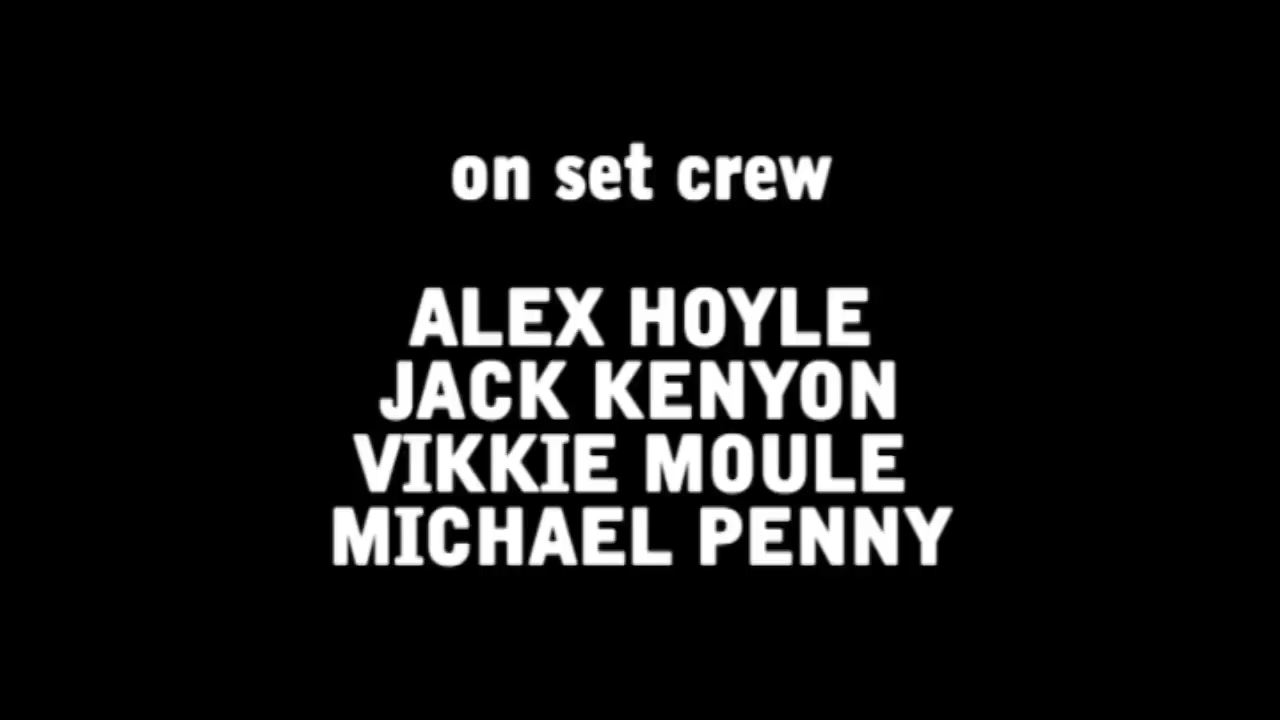 on set crew
ALEX HOYLE
JACK KENYON
VIKKIE MOULE
MICHAEL PENNY